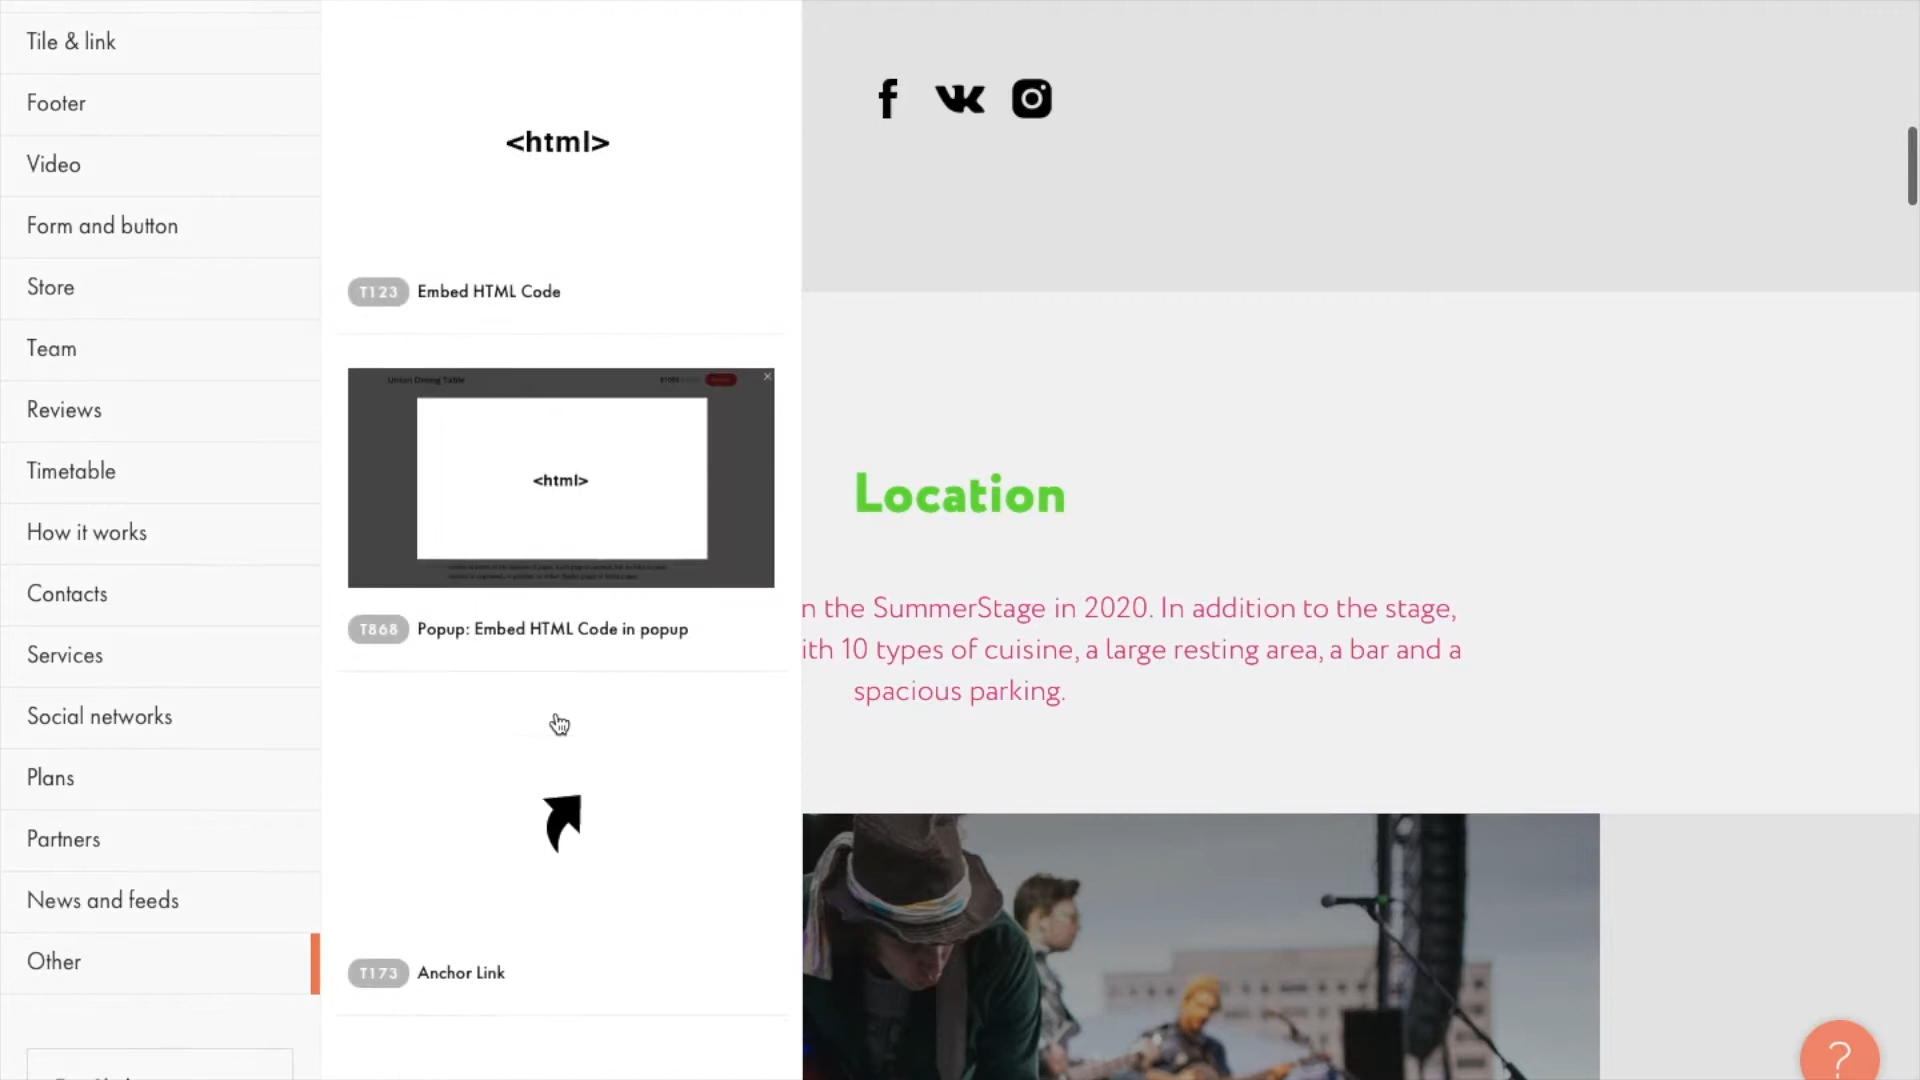 Tile & link
Footer
Video
Form and button
Store
Team
Reviews
Timetable
How it works
Contacts
Services
Social networks
Plans
Partners
News and feeds
Other
<html>
T123 Embed HTML Code
Union Dining Table
<html>
T868 Popup: Embed HTML Code in popup
T173 Anchor Link
Location
n the SummerStage in 2020. In addition to the stage,
ith 10 types of cuisine, a large resting area, a bar and a
spacious parking.
?